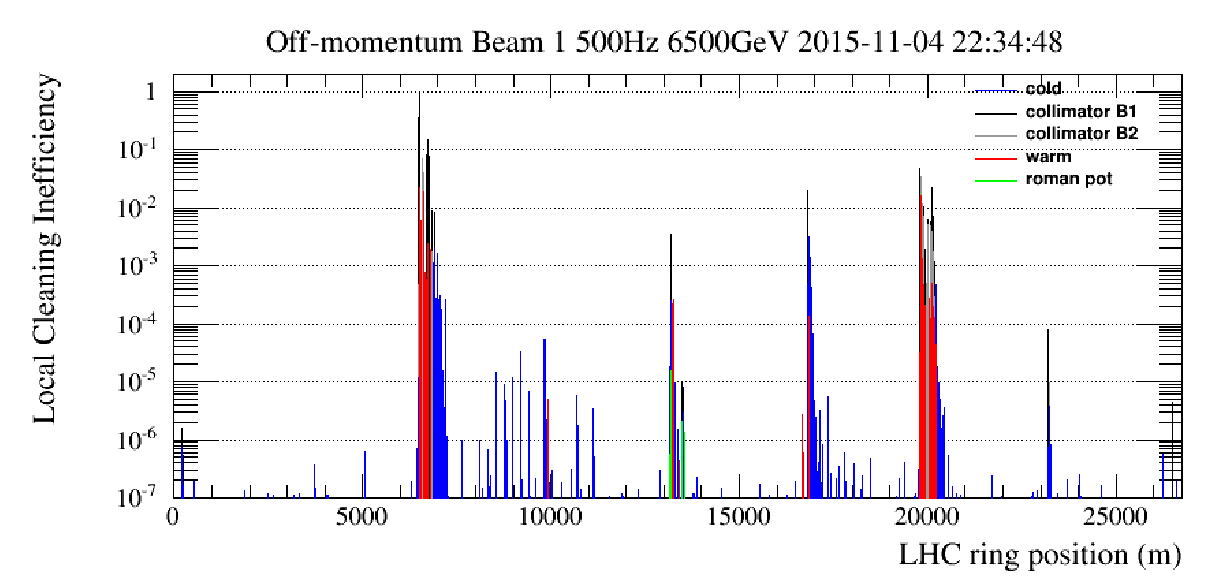 Off-momentum Beam 1 500Hz 6500GeV 2015-11-04 22:34:48
Local Cleaning Inefficiency
1
10⁻¹
10⁻²
10⁻³
10⁻⁴
10⁻⁵
10⁻⁶
10⁻⁷
cold
collimator B1
collimator B2
warm
roman pot
0 5000 10000 15000 20000 25000
LHC ring position (m)